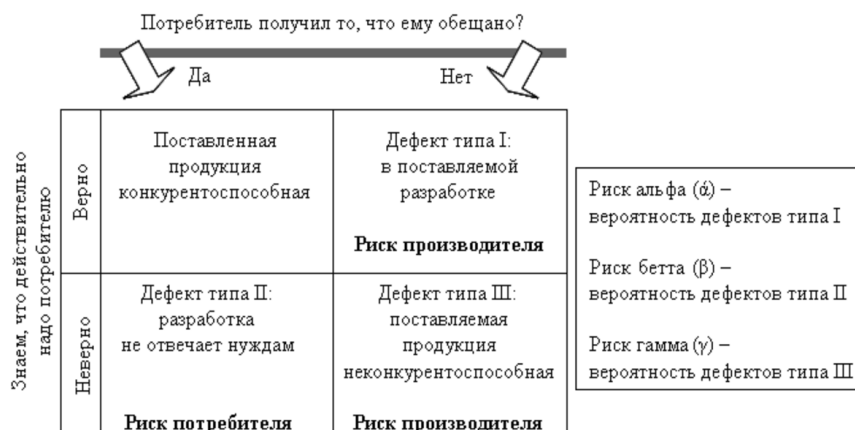 Потребитель получил то, что ему обещано?
Да
Нет
Знаем, что действительно
надо потребителю
Верно
Поставленная
продукция
конкурентоспособная
Дефект типа I:
в поставляемой
разработке
Риск производителя
Неверно
Дефект типа II:
разработка
не отвечает нуждам
Риск потребителя
Дефект типа III:
поставляемая
продукция
неконкурентоспособная
Риск производителя
Риск альфа (ά) –
вероятность дефектов типа I
Риск бетта (β) –
вероятность дефектов типа II
Риск гамма (γ) –
вероятность дефектов типа III